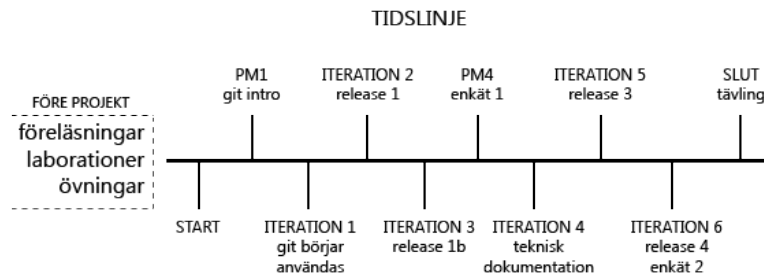 TIDSLINJE
PM1
git intro
ITERATION 2
release 1
PM4
enkät 1
ITERATION 5
release 3
SLUT
tävling
FÖRE PROJEKT
föreläsningar
laborationer
övningar
START
ITERATION 1
git börjar
användas
ITERATION 3
release 1b
ITERATION 4
teknisk
dokumentation
ITERATION 6
release 4
enkät 2